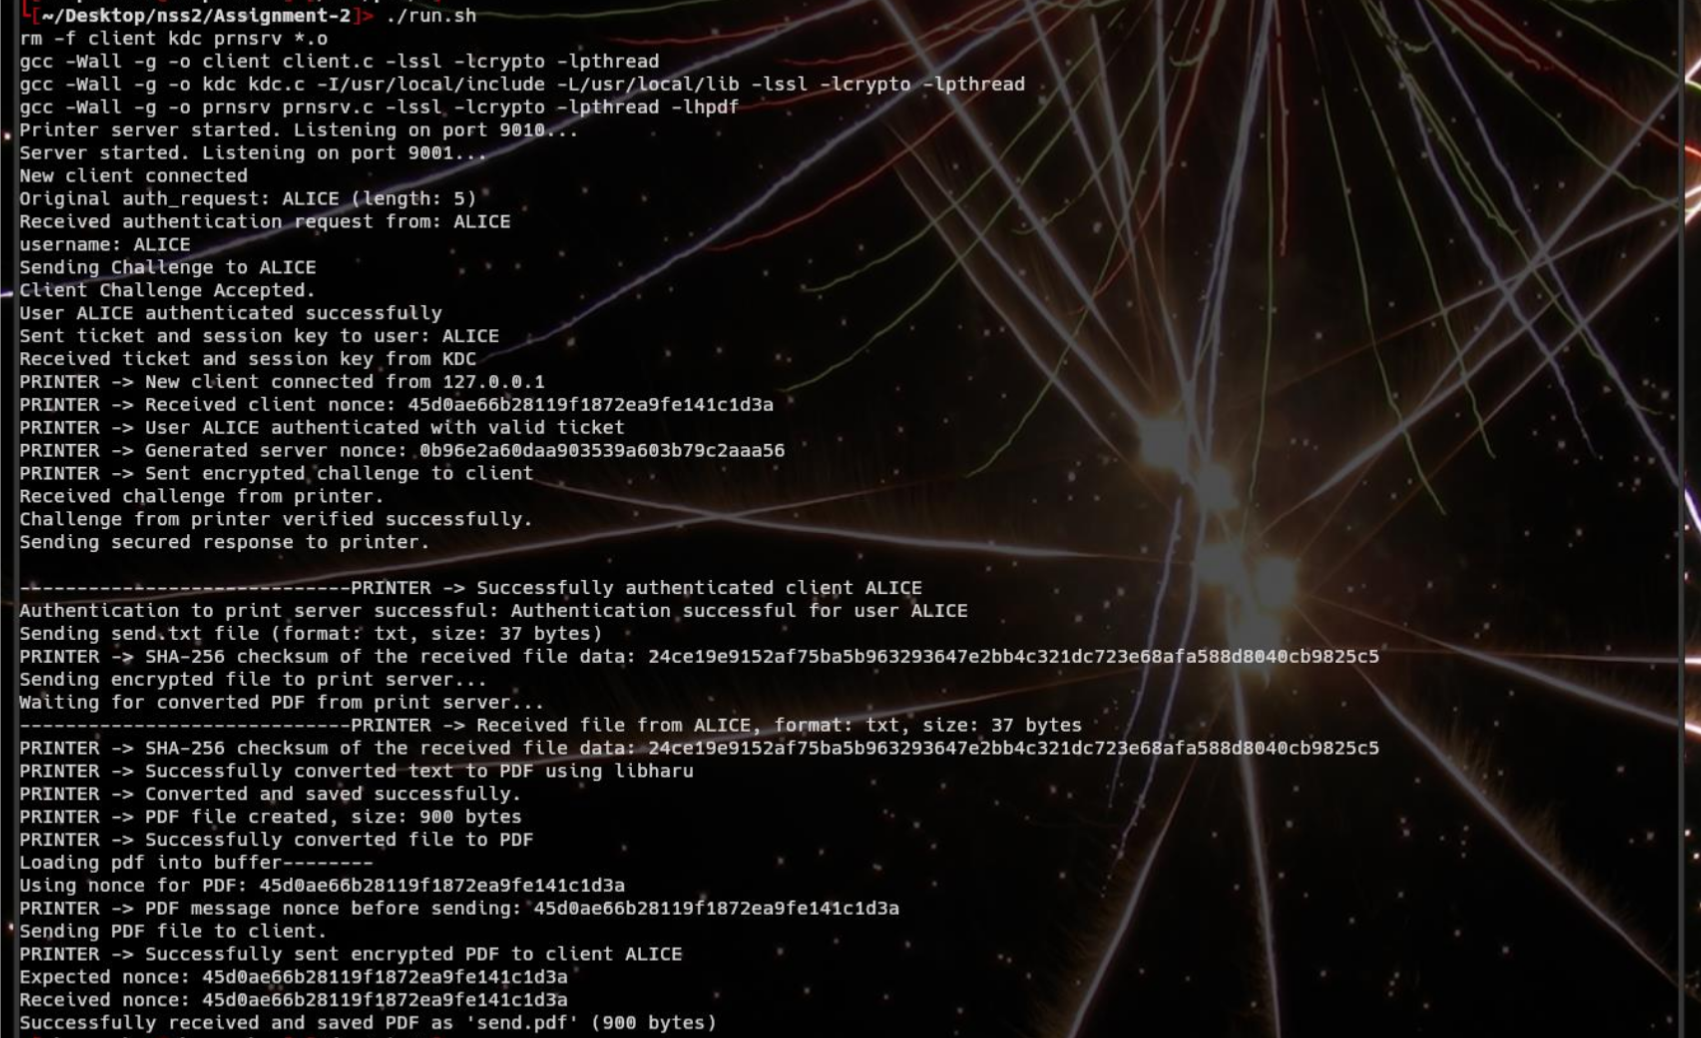 [~/Desktop/nss2/Assignment-2]> ./run.sh
rm -f client kdc prnsrv *.o
gcc -Wall -g -o client client.c -lssl -lcrypto -lpthread
gcc -Wall -g -o kdc kdc.c -I/usr/local/include -L/usr/local/lib -lssl -lcrypto -lpthread
gcc -Wall -g -o prnsrv prnsrv.c -lssl -lcrypto -lpthread -lhpdf
Printer server started. Listening on port 9010...
Server started. Listening on port 9001...
New client connected
Original auth_request: ALICE (length: 5)
Received authentication request from: ALICE
username: ALICE
Sending Challenge to ALICE
Client Challenge Accepted.
User ALICE authenticated successfully
Sent ticket and session key to user: ALICE
Received ticket and session key from KDC
PRINTER -> New client connected from 127.0.0.1
PRINTER -> Received client nonce: 45d0ae66b28119f1872ea9fe141c1d3a
PRINTER -> User ALICE authenticated with valid ticket
PRINTER -> Generated server nonce: 0b96e2a60daa903539a603b79c2aaa56
PRINTER -> Sent encrypted challenge to client
Received challenge from printer.
Challenge from printer verified successfully.
Sending secured response to printer.
-----------------------------PRINTER -> Successfully authenticated client ALICE
Authentication to print server successful: Authentication successful for user ALICE
Sending send.txt file (format: txt, size: 37 bytes)
PRINTER -> SHA-256 checksum of the received file data: 24ce19e9152af75ba5b963293647e2bb4c321dc723e68afa588d8040cb9825c5
Sending encrypted file to print server...
Waiting for converted PDF from print server...
-----------------------------PRINTER -> Received file from ALICE, format: txt, size: 37 bytes
PRINTER -> SHA-256 checksum of the received file data: 24ce19e9152af75ba5b963293647e2bb4c321dc723e68afa588d8040cb9825c5
PRINTER -> Successfully converted text to PDF using libharu
PRINTER -> Converted and saved successfully.
PRINTER -> PDF file created, size: 900 bytes
PRINTER -> Successfully converted file to PDF
Loading pdf into buffer--------
Using nonce for PDF: 45d0ae66b28119f1872ea9fe141c1d3a
PRINTER -> PDF message nonce before sending: 45d0ae66b28119f1872ea9fe141c1d3a
Sending PDF file to client.
PRINTER -> Successfully sent encrypted PDF to client ALICE
Expected nonce: 45d0ae66b28119f1872ea9fe141c1d3a
Received nonce: 45d0ae66b28119f1872ea9fe141c1d3a
Successfully received and saved PDF as 'send.pdf' (900 bytes)